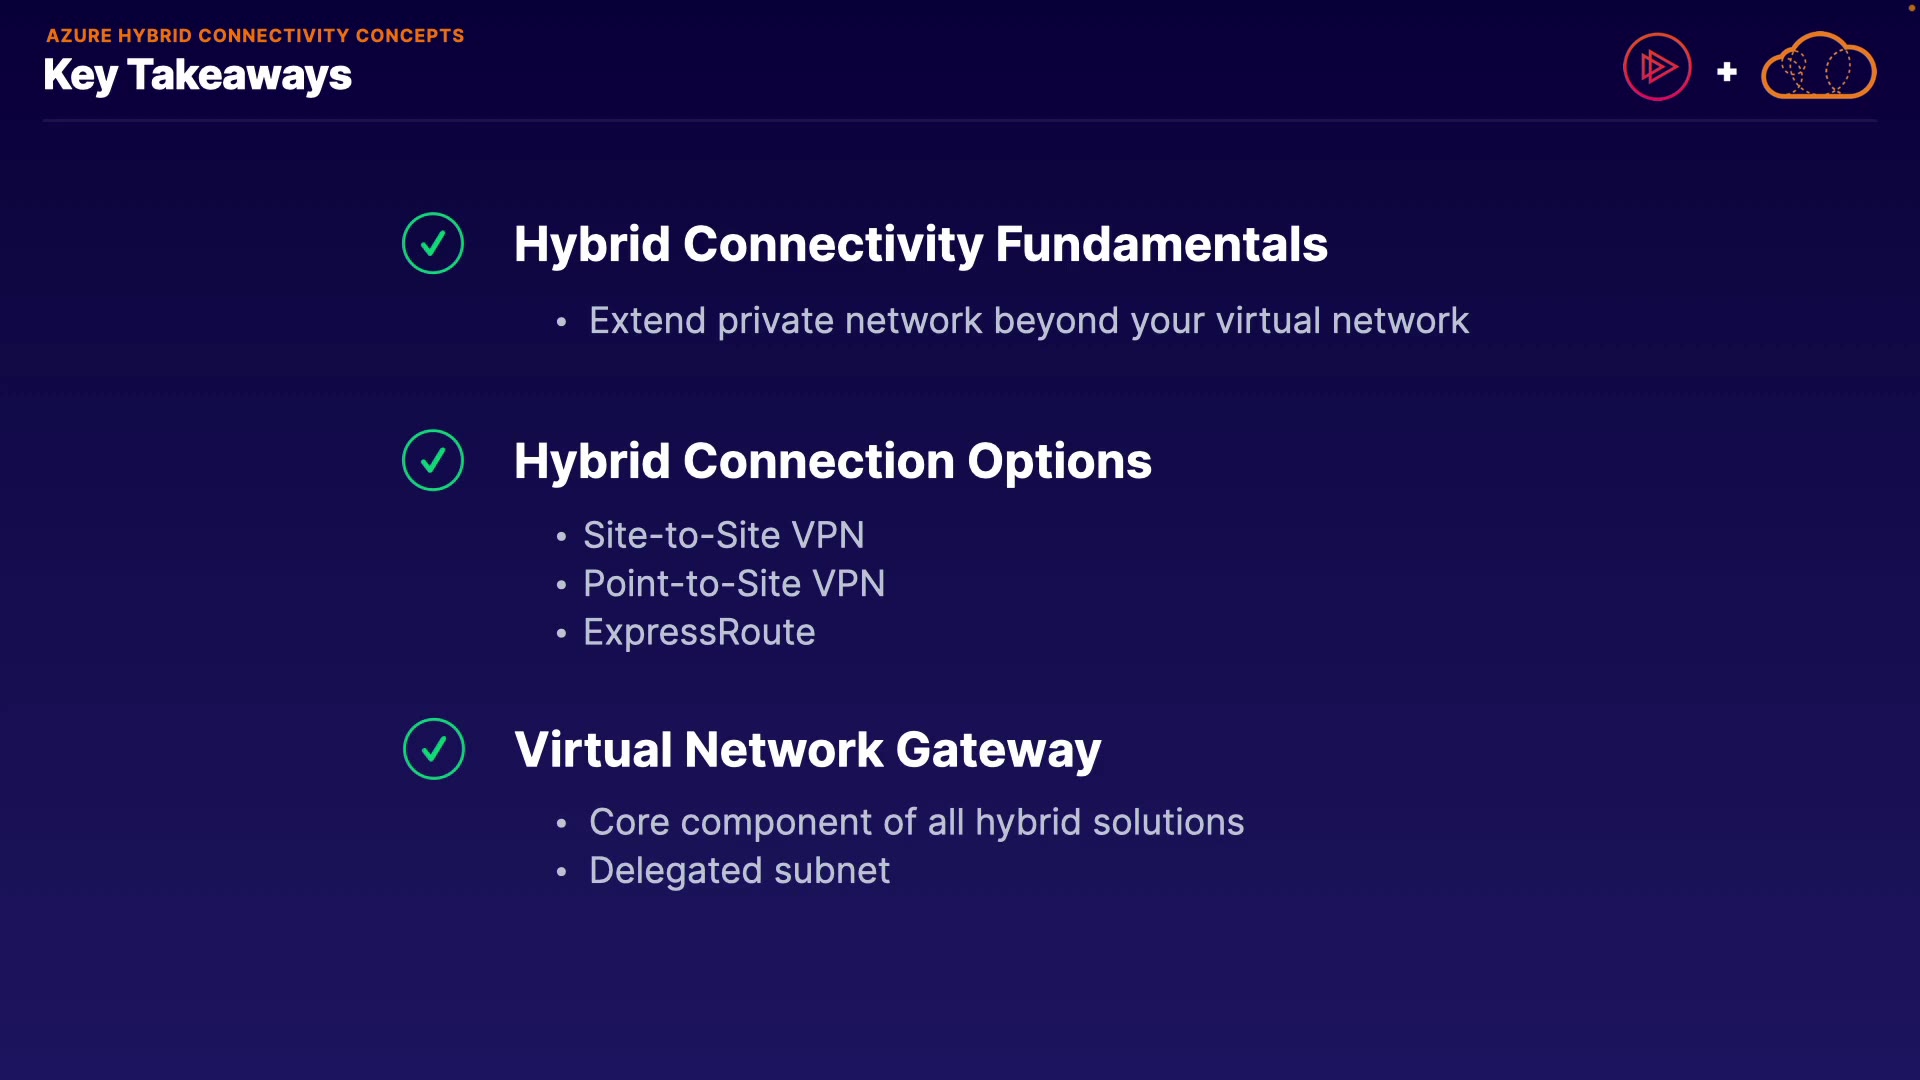 AZURE HYBRID CONNECTIVITY CONCEPTS
Key Takeaways
Hybrid Connectivity Fundamentals
• Extend private network beyond your virtual network
Hybrid Connection Options
• Site-to-Site VPN
• Point-to-Site VPN
• ExpressRoute
Virtual Network Gateway
• Core component of all hybrid solutions
• Delegated subnet